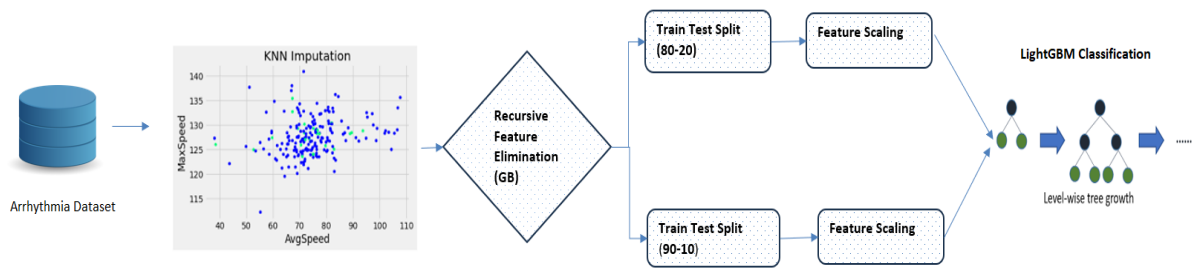 Arrhythmia Dataset
KNN Imputation
MaxSpeed
140
135
130
125
120
115
40 50 60 70 80 90 100 110
AvgSpeed
Recursive
Feature
Elimination
(GB)
Train Test Split
(80-20)
Feature Scaling
Train Test Split
(90-10)
Feature Scaling
LightGBM Classification
Level-wise tree growth
......